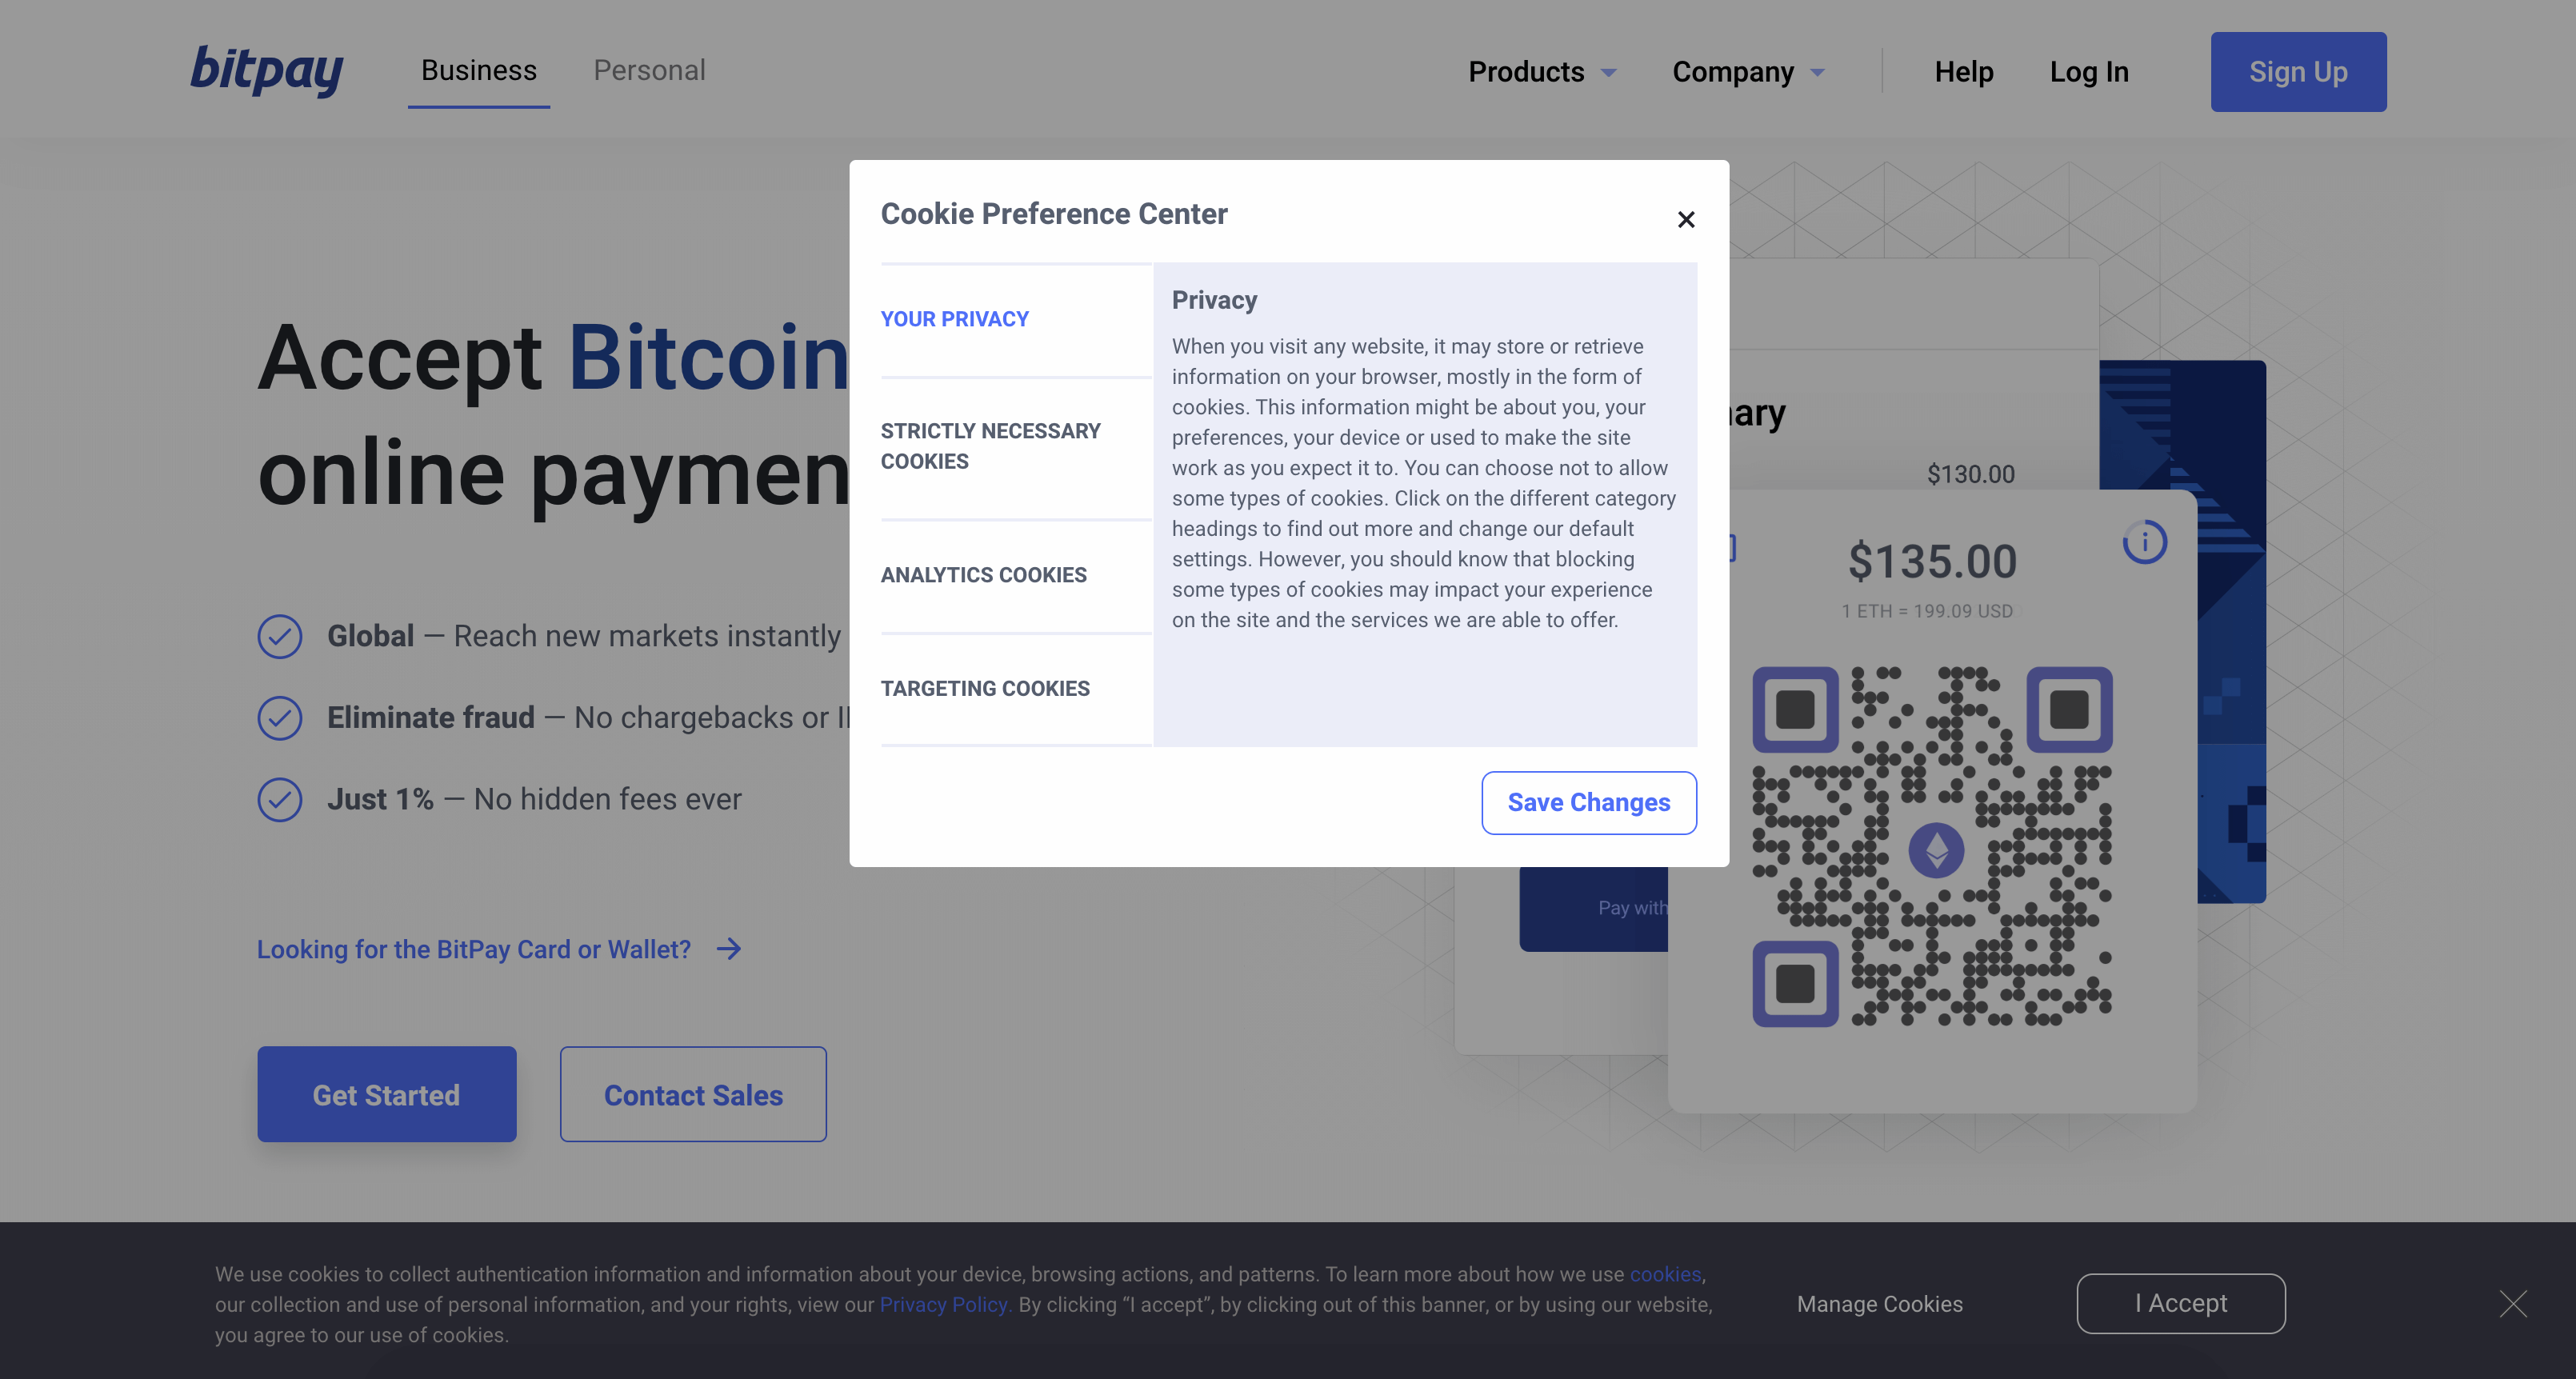 bitpay
Business
Personal
Products
Company
Help
Log In
Sign Up
Cookie Preference Center
YOUR PRIVACY
STRICTLY NECESSARY
COOKIES
ANALYTICS COOKIES
TARGETING COOKIES
Privacy
When you visit any website, it may store or retrieve
information on your browser, mostly in the form of
cookies. This information might be about you, your
preferences, your device or used to make the site
work as you expect it to. You can choose not to allow
some types of cookies. Click on the different category
headings to find out more and change our default
settings. However, you should know that blocking
some types of cookies may impact your experience
on the site and the services we are able to offer.
Save Changes
Accept Bitcoin
online paymen
Global — Reach new markets instantly
Eliminate fraud — No chargebacks or
Just 1% — No hidden fees ever
Looking for the BitPay Card or Wallet?
Get Started
Contact Sales
ary
$130.00
$135.00
1 ETH = 199.09 USD
Pay with
We use cookies to collect authentication information and information about your device, browsing actions, and patterns. To learn more about how we use cookies,
our collection and use of personal information, and your rights, view our Privacy Policy. By clicking “I accept”, by clicking out of this banner, or by using our website,
you agree to our use of cookies.
Manage Cookies
I Accept